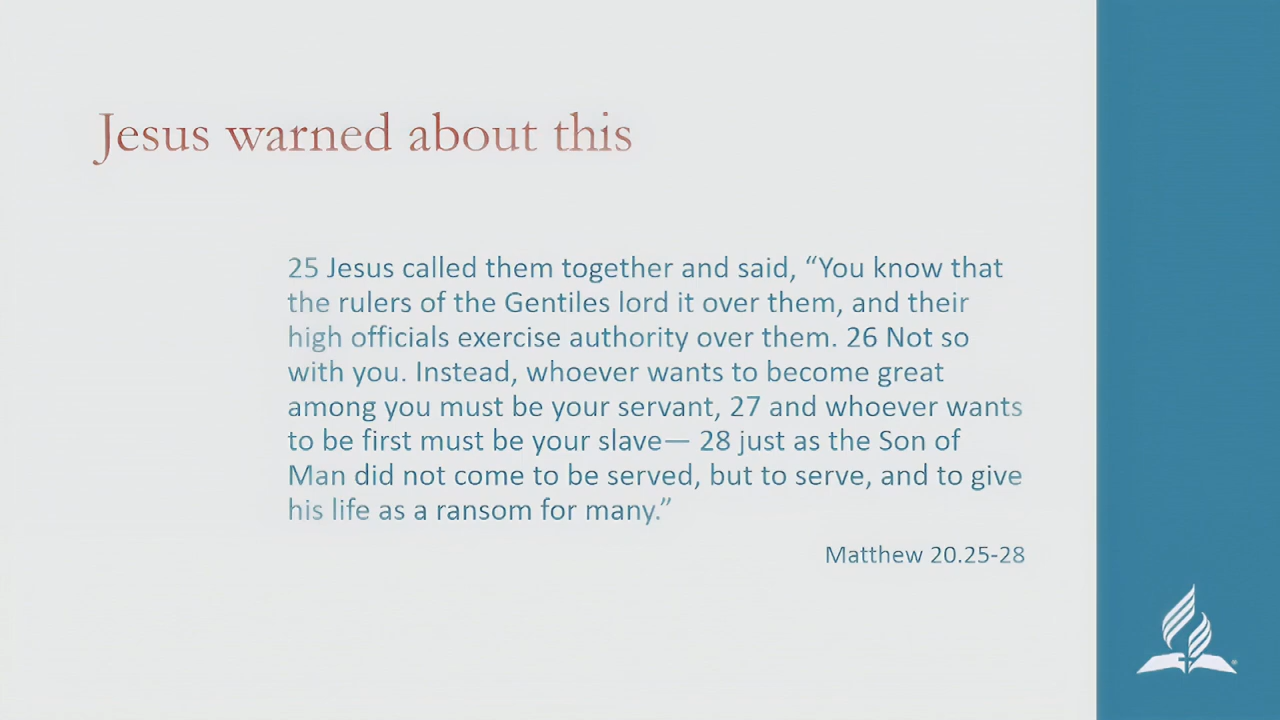 Jesus warned about this
25 Jesus called them together and said, “You know that
the rulers of the Gentiles lord it over them, and their
high officials exercise authority over them. 26 Not so
with you. Instead, whoever wants to become great
among you must be your servant, 27 and whoever wants
to be first must be your slave— 28 just as the Son of
Man did not come to be served, but to serve, and to give
his life as a ransom for many.”
Matthew 20.25-28